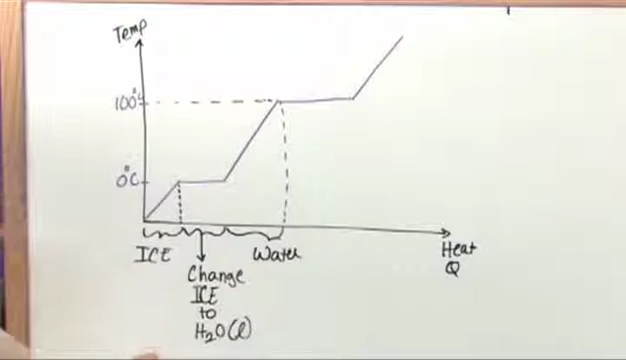 Temp
100°C
0°C
ICE
Water
Heat
Q
Change
ICE
to
H₂O(l)